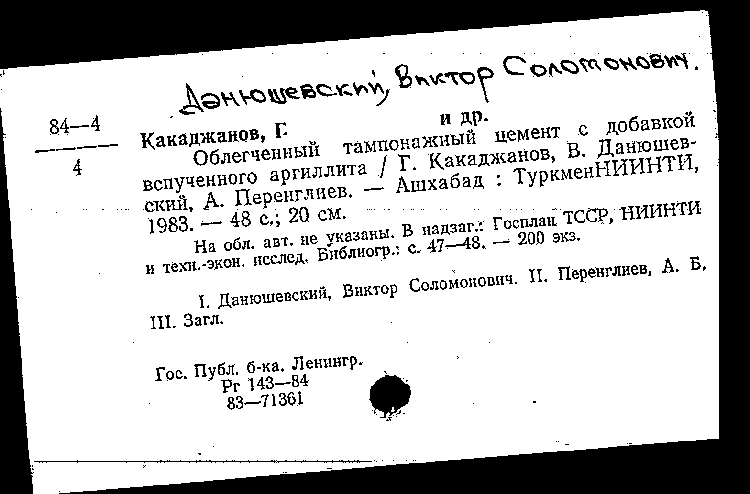 Данюшевский, Виктор Соломонович.
84—4
4
Какаджанов, Г. и др.
Облегченный тампонажный цемент с добавкой
вспученного аргиллита / Г. Какаджанов, В. Данюшев-
ский, А. Перенглиев. — Ашхабад : ТуркменНИИНТИ,
1983. — 48 с.; 20 см.
На обл. авт. не указаны. В надзаг.: Госплан ТССР, НИИНТИ
и техн.-экон. исслед. Библиогр.: с. 47—48. — 200 экз.
I. Данюшевский, Виктор Соломонович. II. Перенглиев, А. Б,
III. Загл.
Гос. Публ. б-ка. Ленингр.
Рг 143—84
83—71361